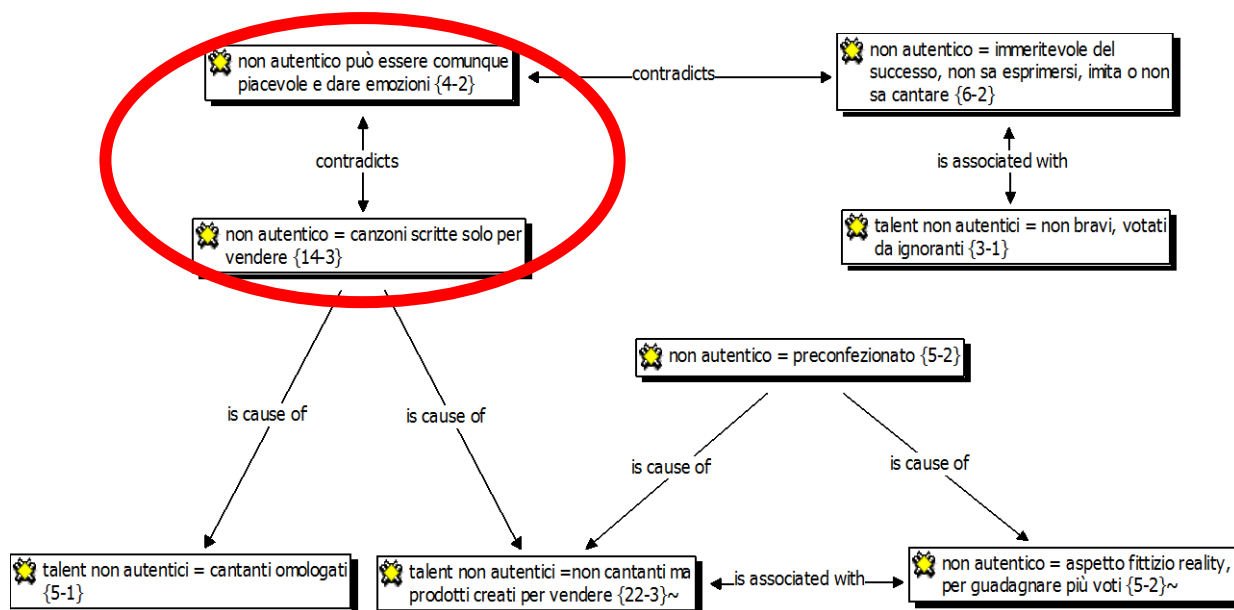 non autentico può essere comunque
piacevole e dare emozioni {4-2}
contradicts
non autentico = immeritevole del
successo, non sa esprimersi, imita o non
sa cantare {6-2}
contradicts
is associated with
non autentico = canzoni scritte solo per
vendere {14-3}
talent non autentici = non bravi, votati
da ignoranti {3-1}
non autentico = preconfezionato {5-2}
is cause of
is cause of
is cause of
is cause of
talent non autentici = cantanti omologati
{5-1}
talent non autentici =non cantanti ma
prodotti creati per vendere {22-3}~
is associated with
non autentico = aspetto fittizio reality,
per guadagnare più voti {5-2}~